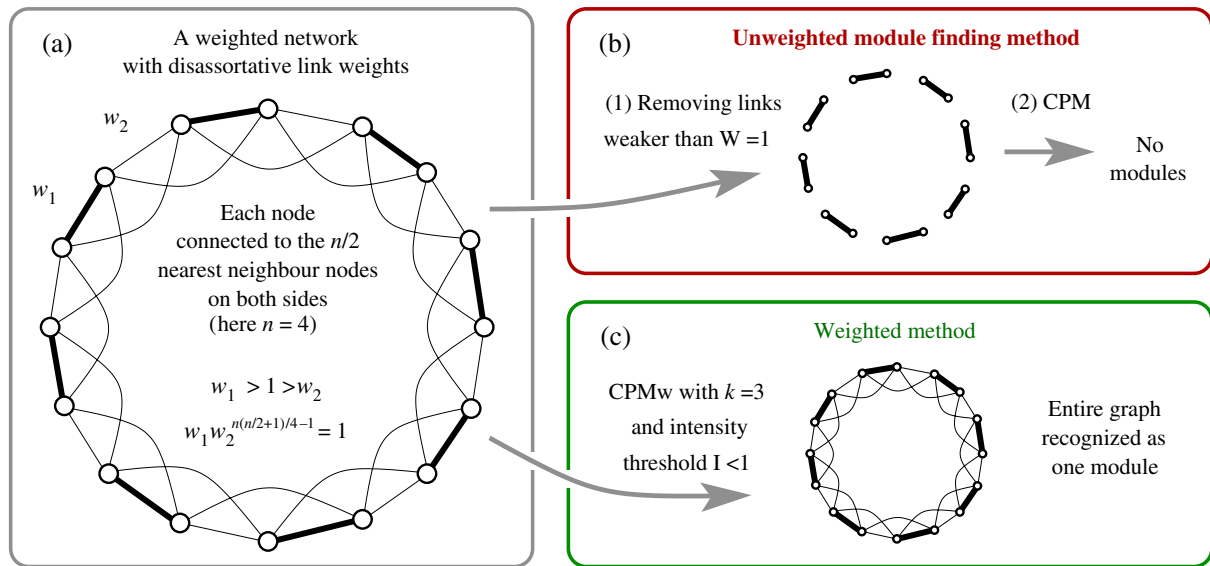 (a)
A weighted network
with disassortative link weights
w₂
w₁
Each node
connected to the n/2
nearest neighbour nodes
on both sides
(here n = 4)
w₁ > 1 > w₂
w₁w₂^{n(n/2+1)/4−1} = 1
(b)
Unweighted module finding method
(1) Removing links
weaker than W =1
(2) CPM
No
modules
(c)
Weighted method
CPMw with k =3
and intensity
threshold I <1
Entire graph
recognized as
one module